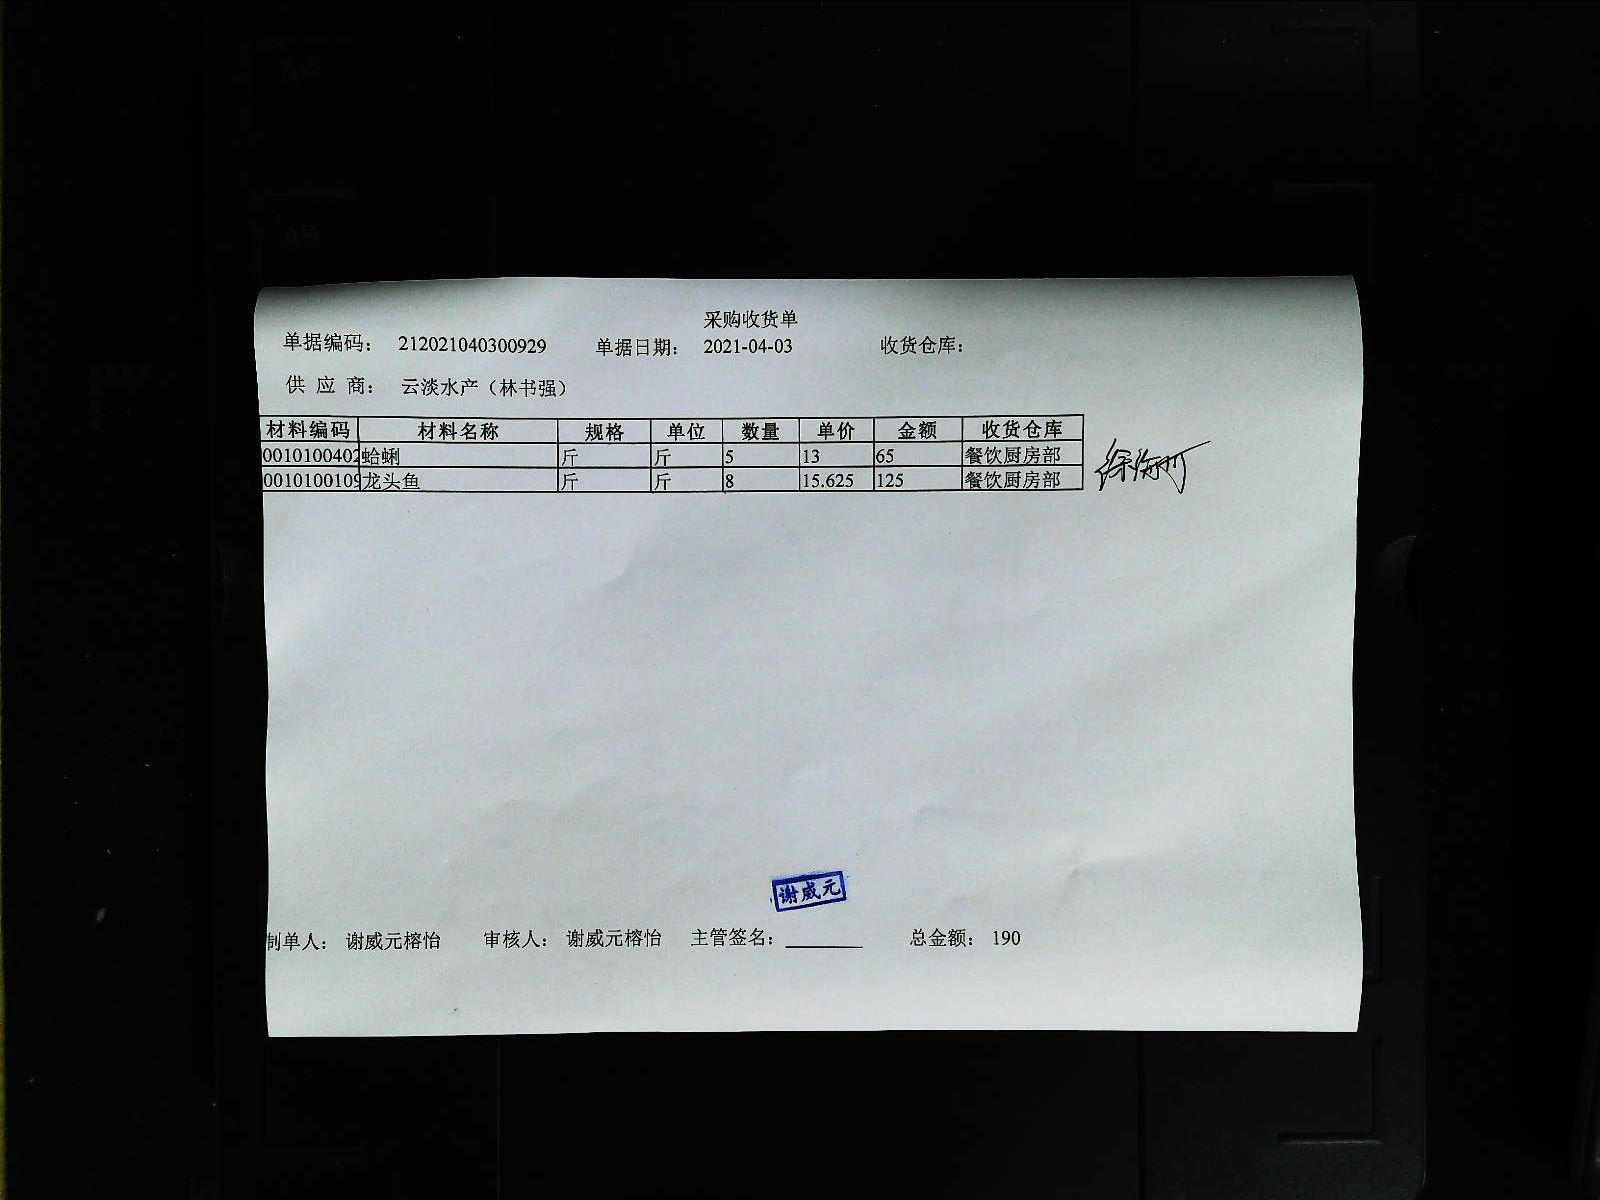 采购收货单
单据编码： 212021040300929 单据日期： 2021-04-03 收货仓库：
供 应 商： 云淡水产（林书强）
材料编码 材料名称 规格 单位 数量 单价 金额 收货仓库
0010100402 蛤蜊 斤 斤 5 13 65 餐饮厨房部
0010100109 龙头鱼 斤 斤 8 15.625 125 餐饮厨房部
谢威元
制单人： 谢威元榕怡 审核人： 谢威元榕怡 主管签名： 总金额： 190